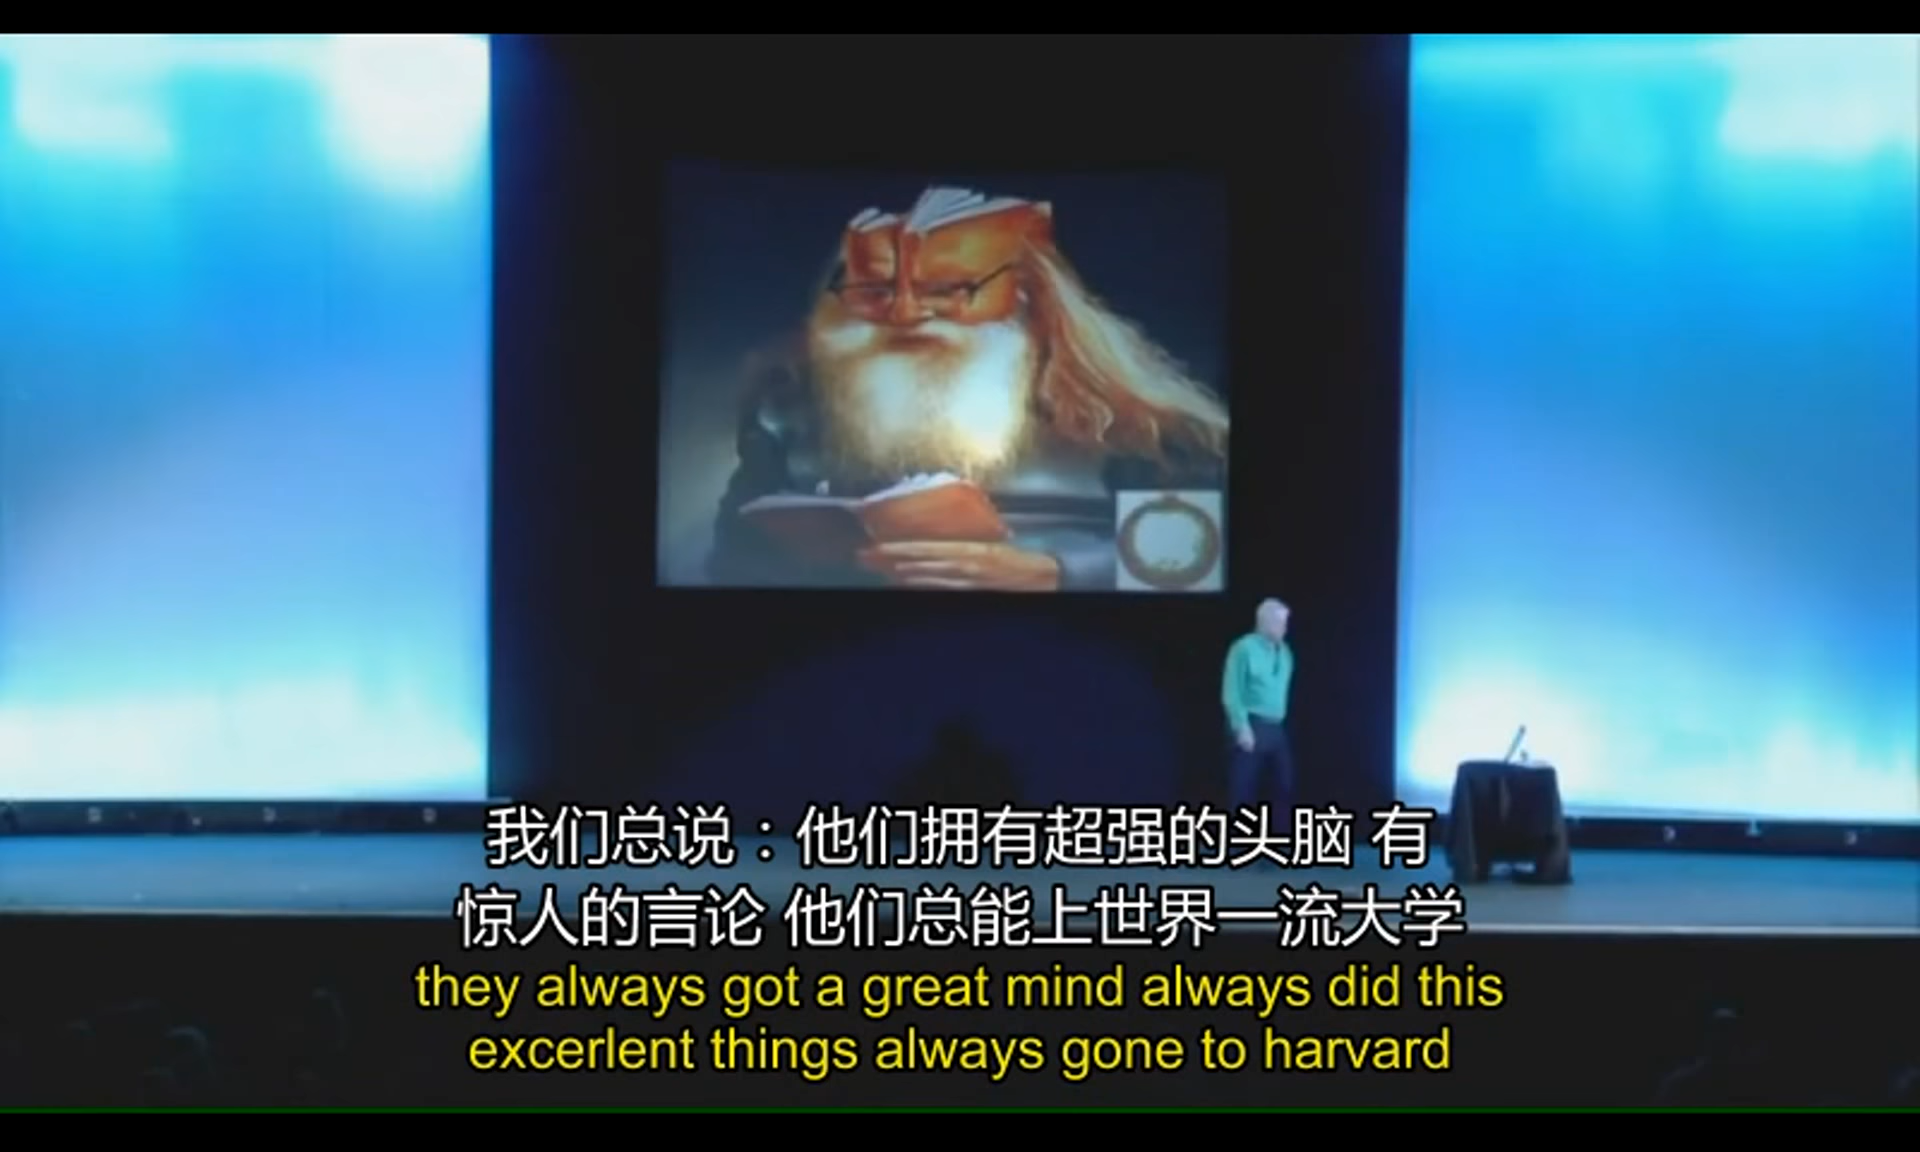 我们总说：他们拥有超强的头脑 有
惊人的言论 他们总能上世界一流大学
they always got a great mind always did this
excerlent things always gone to harvard